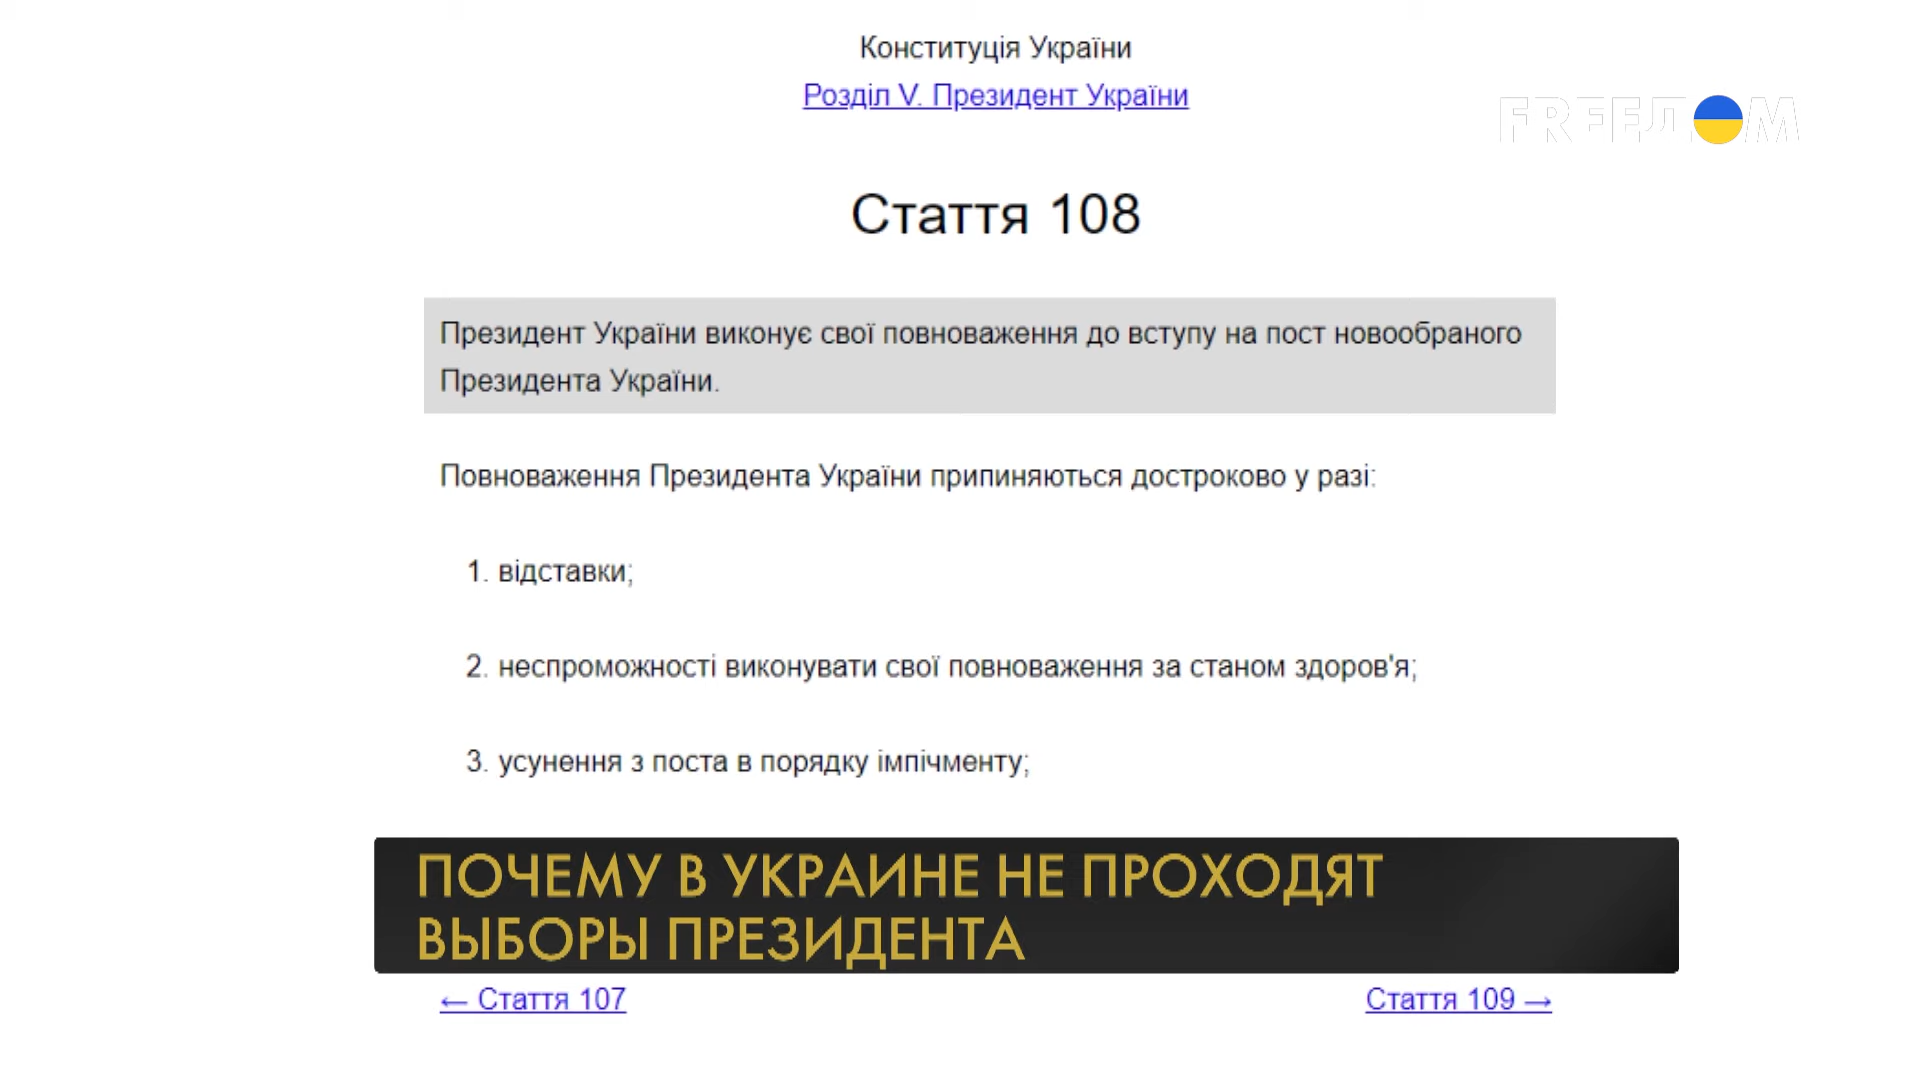 Конституція України
Розділ V. Президент України
FREEДOM
Стаття 108
Президент України виконує свої повноваження до вступу на пост новообраного
Президента України.
Повноваження Президента України припиняються достроково у разі:
1. відставки;
2. неспроможності виконувати свої повноваження за станом здоров'я;
3. усунення з поста в порядку імпічменту;
ПОЧЕМУ В УКРАИНЕ НЕ ПРОХОДЯТ
ВЫБОРЫ ПРЕЗИДЕНТА
← Стаття 107
Стаття 109 →